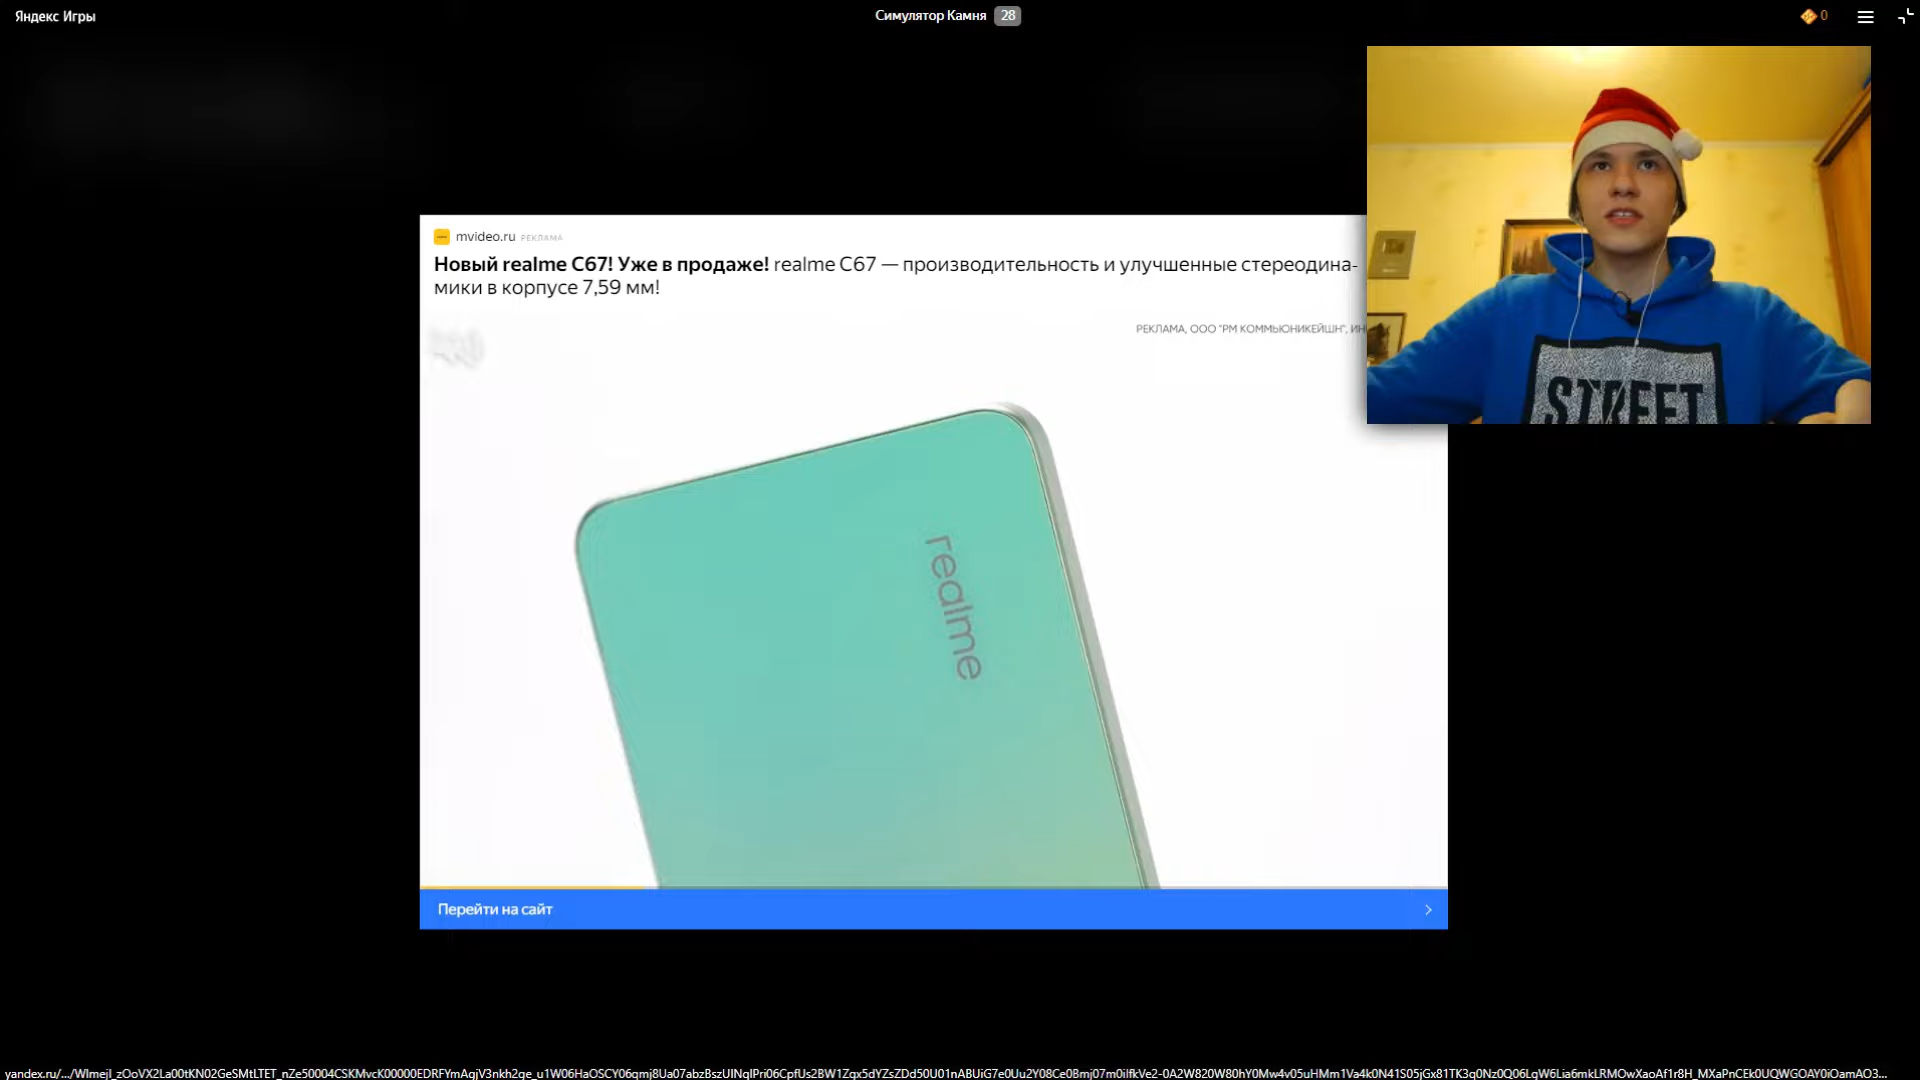 Яндекс Игры
Симулятор Камня 28
0
mvideo.ru РЕКЛАМА
Новый realme C67! Уже в продаже! realme C67 — производительность и улучшенные стереодина-
мики в корпусе 7,59 мм!
РЕКЛАМА, ООО "РМ КОММЬЮНИКЕЙШН", ИН
STREET
realme
Перейти на сайт